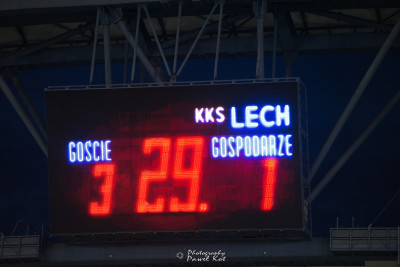 KKS LECH
GOSCIE 29. GOSPODARZE
3 1
© Photography
Paweł Kot